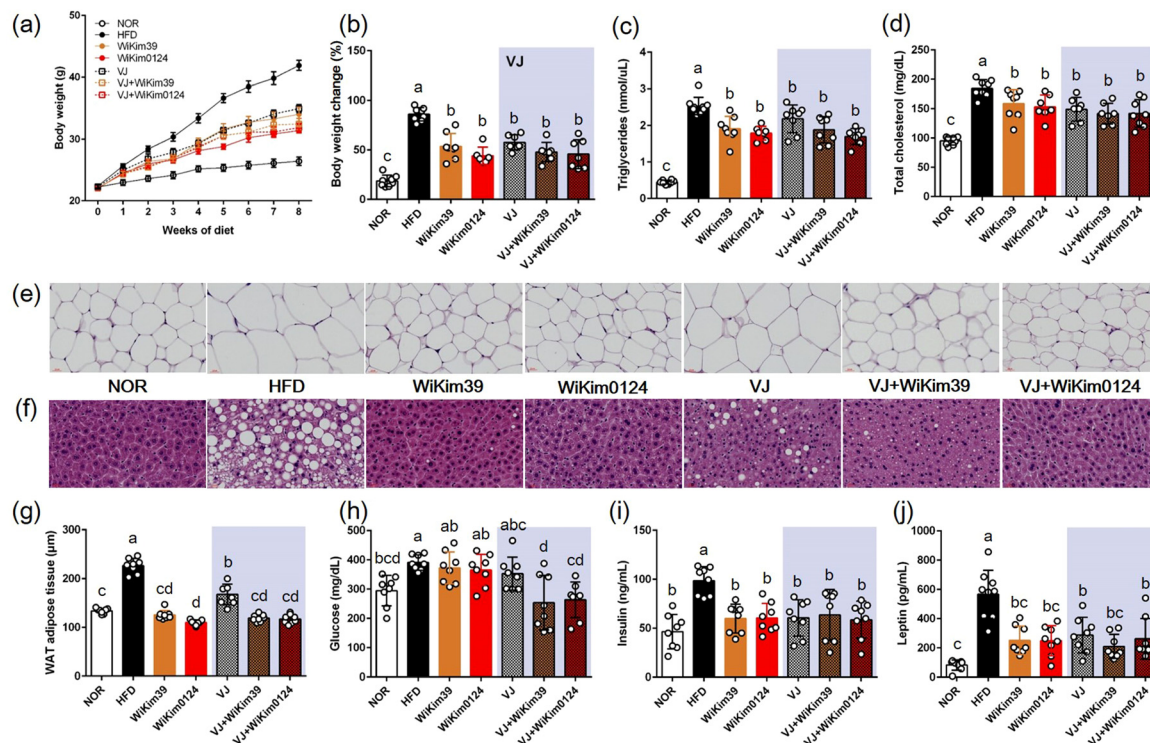 (a)
NOR
HFD
WiKim39
WiKim0124
VJ
VJ+WiKim39
VJ+WiKim0124
Body weight (g)
50
40
30
20
0 1 2 3 4 5 6 7 8
Weeks of diet
(b)
VJ
Body weight change (%)
150
100
50
0
c a b b b b b
NOR HFD WiKim39 WiKim0124 VJ VJ+WiKim39 VJ+WiKim0124
(c)
Triglycerides (nmol/uL)
4
3
2
1
0
c a b b b b b
NOR HFD WiKim39 WiKim0124 VJ VJ+WiKim39 VJ+WiKim0124
(d)
Total cholesterol (mg/dL)
300
250
200
150
100
50
0
c a b b b b b
NOR HFD WiKim39 WiKim0124 VJ VJ+WiKim39 VJ+WiKim0124
(e)
NOR HFD WiKim39 WiKim0124 VJ VJ+WiKim39 VJ+WiKim0124
(f)
(g)
WAT adipose tissue (μm)
300
200
100
0
c a cd d b cd cd
NOR HFD WiKim39 WiKim0124 VJ VJ+WiKim39 VJ+WiKim0124
(h)
Glucose (mg/dL)
500
400
300
200
100
0
bcd a ab ab abc d cd
NOR HFD WiKim39 WiKim0124 VJ VJ+WiKim39 VJ+WiKim0124
(i)
Insulin (ng/mL)
150
100
50
0
b a b b b b b
NOR HFD WiKim39 WiKim0124 VJ VJ+WiKim39 VJ+WiKim0124
(j)
Leptin (pg/mL)
1000
800
600
400
200
0
c a bc bc b bc b
NOR HFD WiKim39 WiKim0124 VJ VJ+WiKim39 VJ+WiKim0124